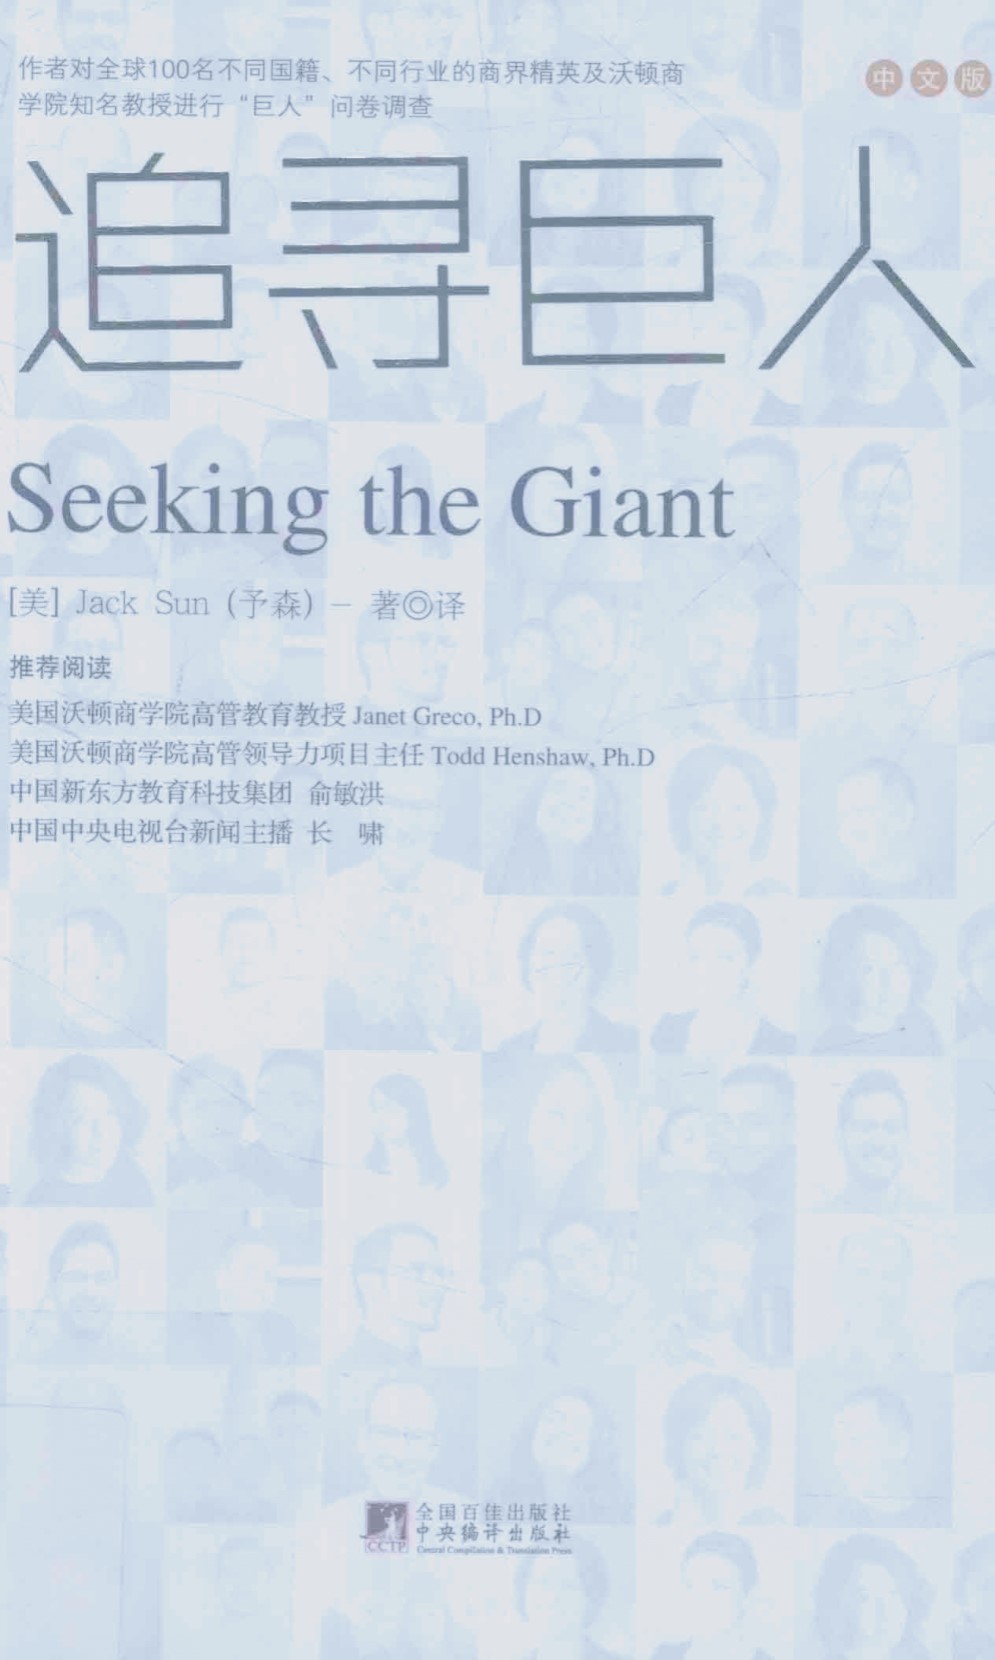 作者对全球100名不同国籍、不同行业的商界精英及沃顿商
学院知名教授进行“巨人”问卷调查
中文版
追寻巨人
Seeking the Giant
[美] Jack Sun (予森) — 著◎译
推荐阅读
美国沃顿商学院高管教育教授 Janet Greco, Ph.D
美国沃顿商学院高管领导力项目主任 Todd Henshaw, Ph.D
中国新东方教育科技集团 俞敏洪
中国中央电视台新闻主播 长 啸
全国百佳出版社
中央编译出版社
CCTP
Central Compilation & Translation Press